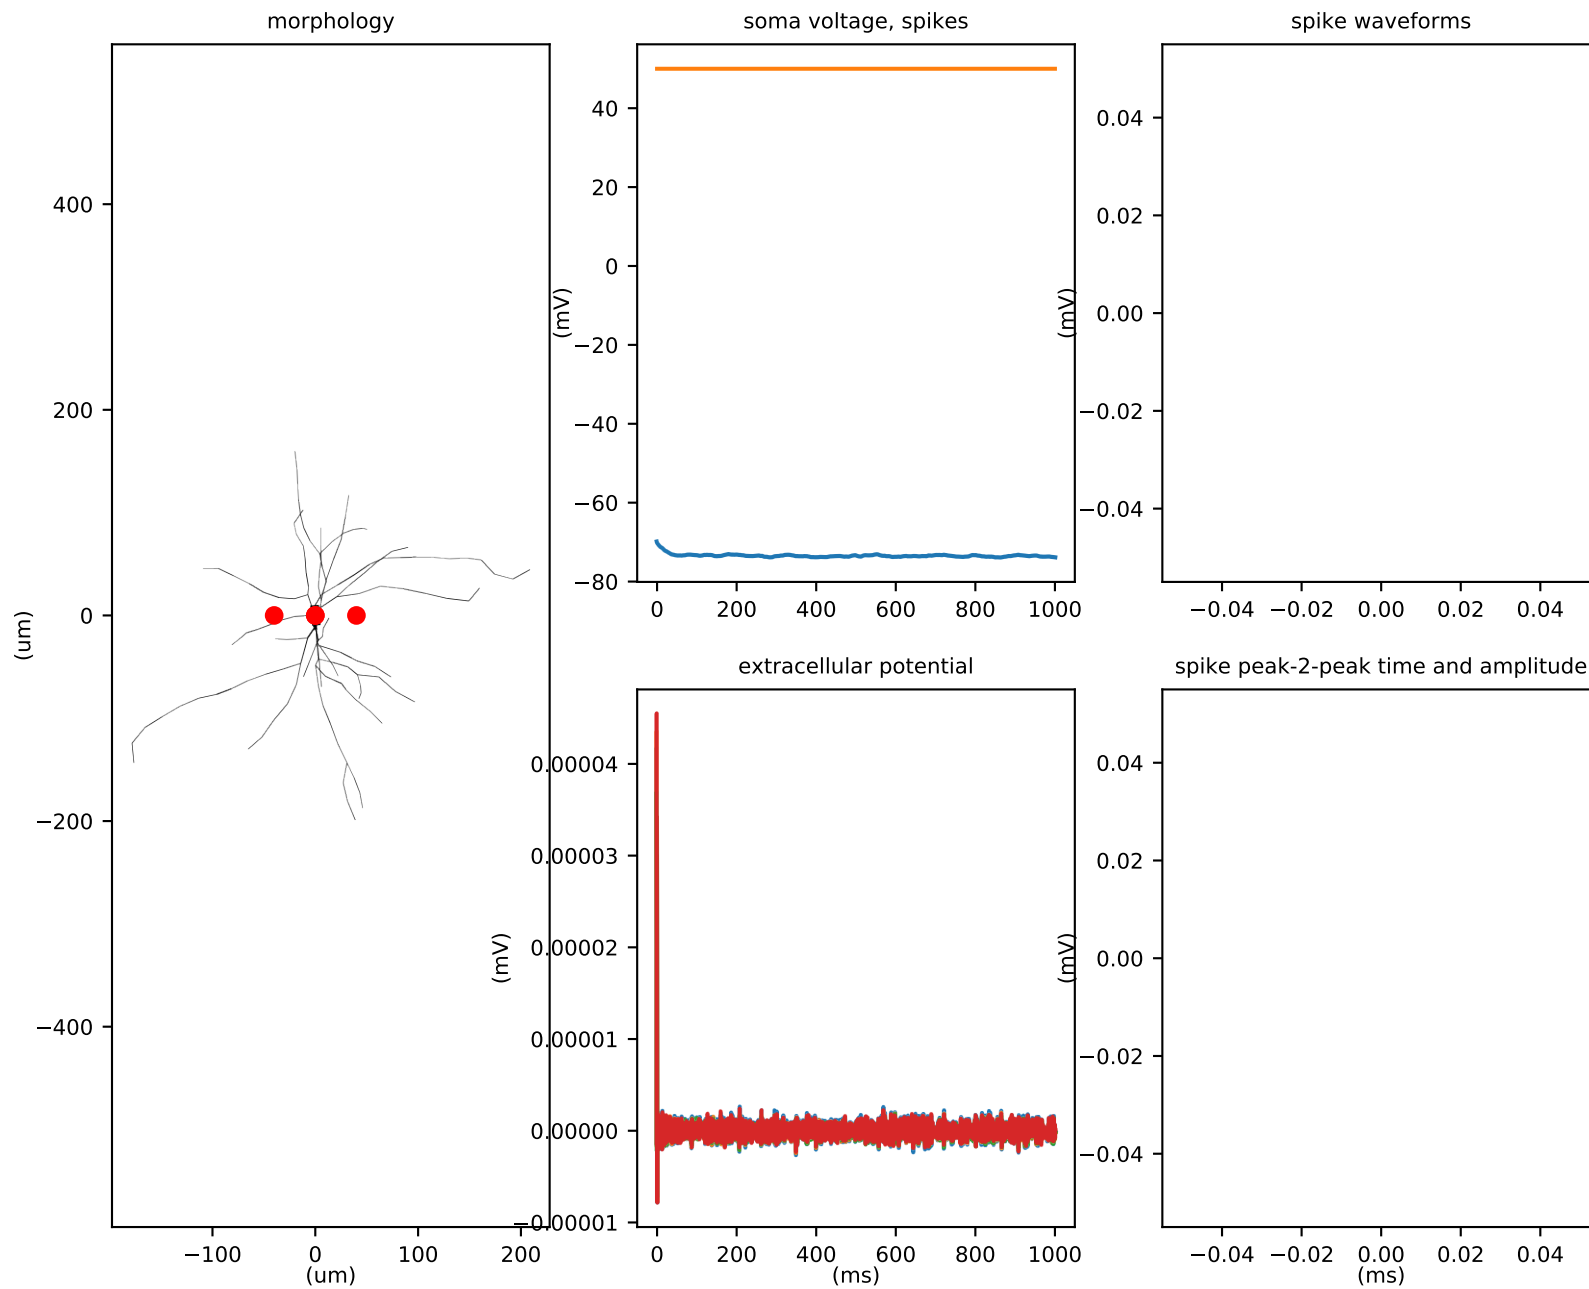 morphology
400
200
0
−200
−400
(um)
−100 0 100 200
(um)
soma voltage, spikes
40
20
0
−20
−40
−60
−80
(mV)
0 200 400 600 800 1000
spike waveforms
0.04
0.02
0.00
−0.02
−0.04
(mV)
−0.04 −0.02 0.00 0.02 0.04
extracellular potential
0.00004
0.00003
0.00002
0.00001
0.00000
−0.00001
(mV)
0 200 400 600 800 1000
(ms)
spike peak-2-peak time and amplitude
0.04
0.02
0.00
−0.02
−0.04
(mV)
−0.04 −0.02 0.00 0.02 0.04
(ms)